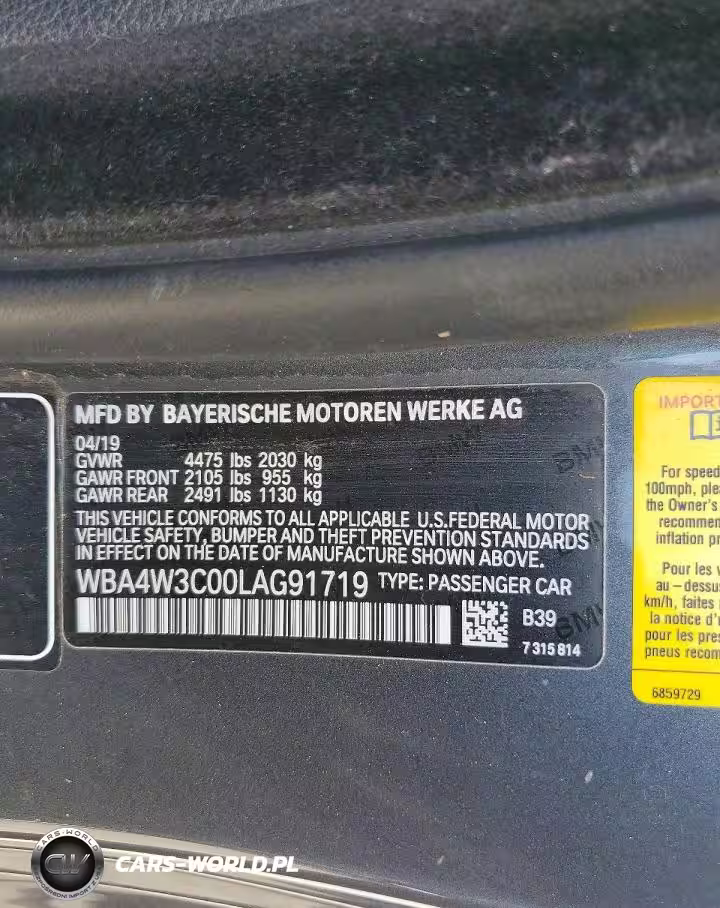 MFD BY BAYERISCHE MOTOREN WERKE AG
04/19
GVWR 4475 lbs 2030 kg
GAWR FRONT 2105 lbs 955 kg
GAWR REAR 2491 lbs 1130 kg
THIS VEHICLE CONFORMS TO ALL APPLICABLE U.S.FEDERAL MOTOR
VEHICLE SAFETY, BUMPER AND THEFT PREVENTION STANDARDS
IN EFFECT ON THE DATE OF MANUFACTURE SHOWN ABOVE.
WBA4W3C00LAG91719 TYPE: PASSENGER CAR
B39
7315814
IMPORT
For speed
100mph, ple
the Owner's
recommen
inflation pr
Pour les v
au-dessu
km/h, faites
la notice d'u
pour les pres
pneus recom
6859729
CARS-WORLD
CARS-WORLD.PL